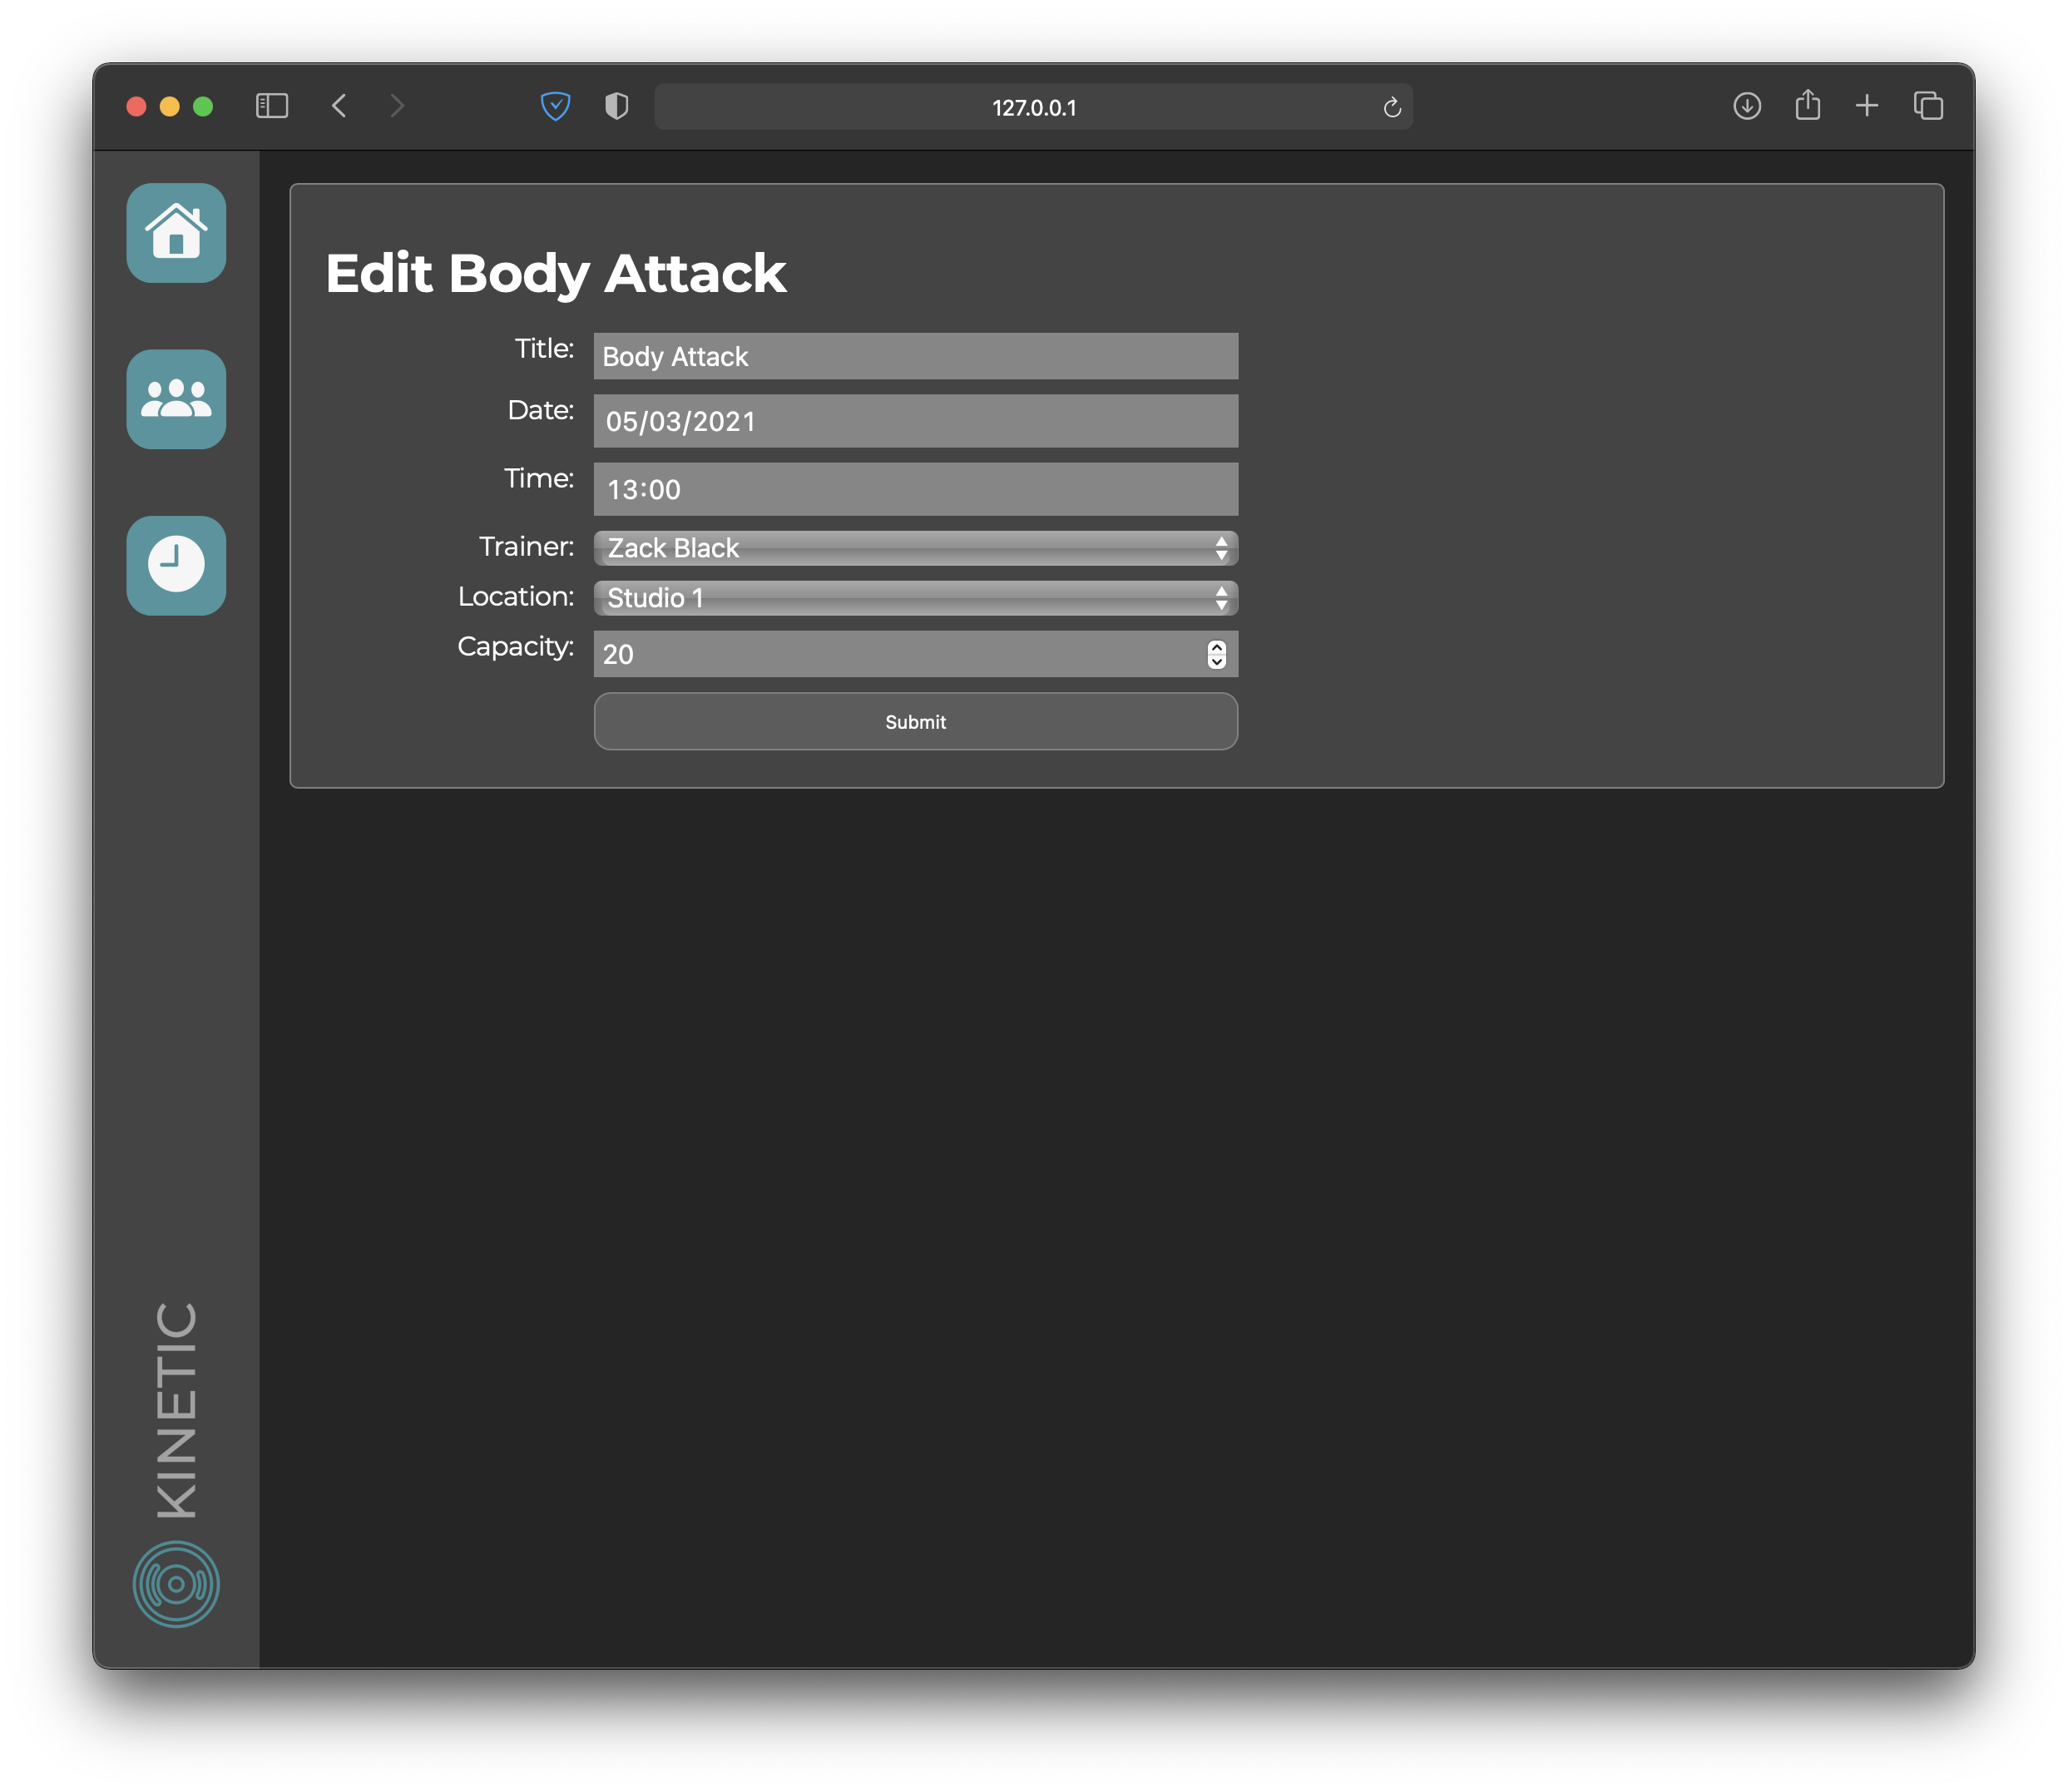 127.0.0.1
Edit Body Attack
Title: Body Attack
Date: 05/03/2021
Time: 13:00
Trainer: Zack Black
Location: Studio 1
Capacity: 20
Submit
KINETIC